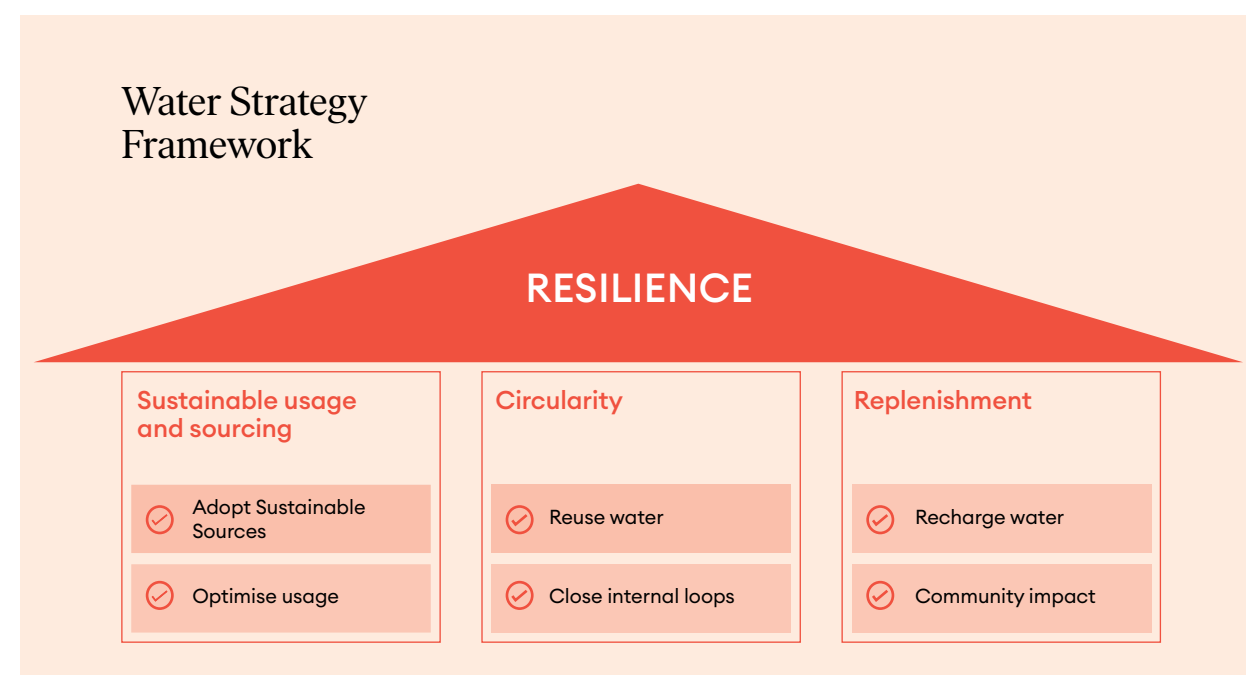 Water Strategy
Framework
RESILIENCE
Sustainable usage
and sourcing
Adopt Sustainable
Sources
Optimise usage
Circularity
Reuse water
Close internal loops
Replenishment
Recharge water
Community impact